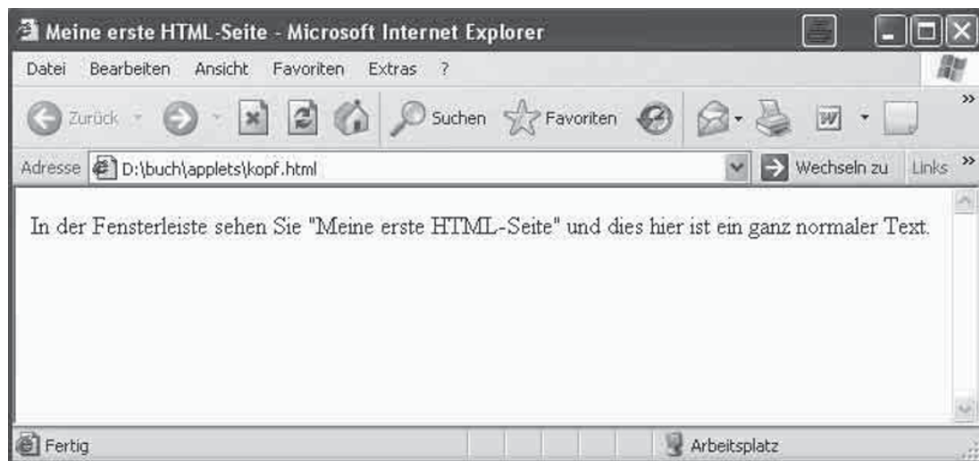 Meine erste HTML-Seite - Microsoft Internet Explorer
Datei Bearbeiten Ansicht Favoriten Extras ?
Zurück Suchen Favoriten W »
Adresse D:\buch\applets\kopf.html Wechseln zu Links »
In der Fensterleiste sehen Sie "Meine erste HTML-Seite" und dies hier ist ein ganz normaler Text.
Fertig Arbeitsplatz